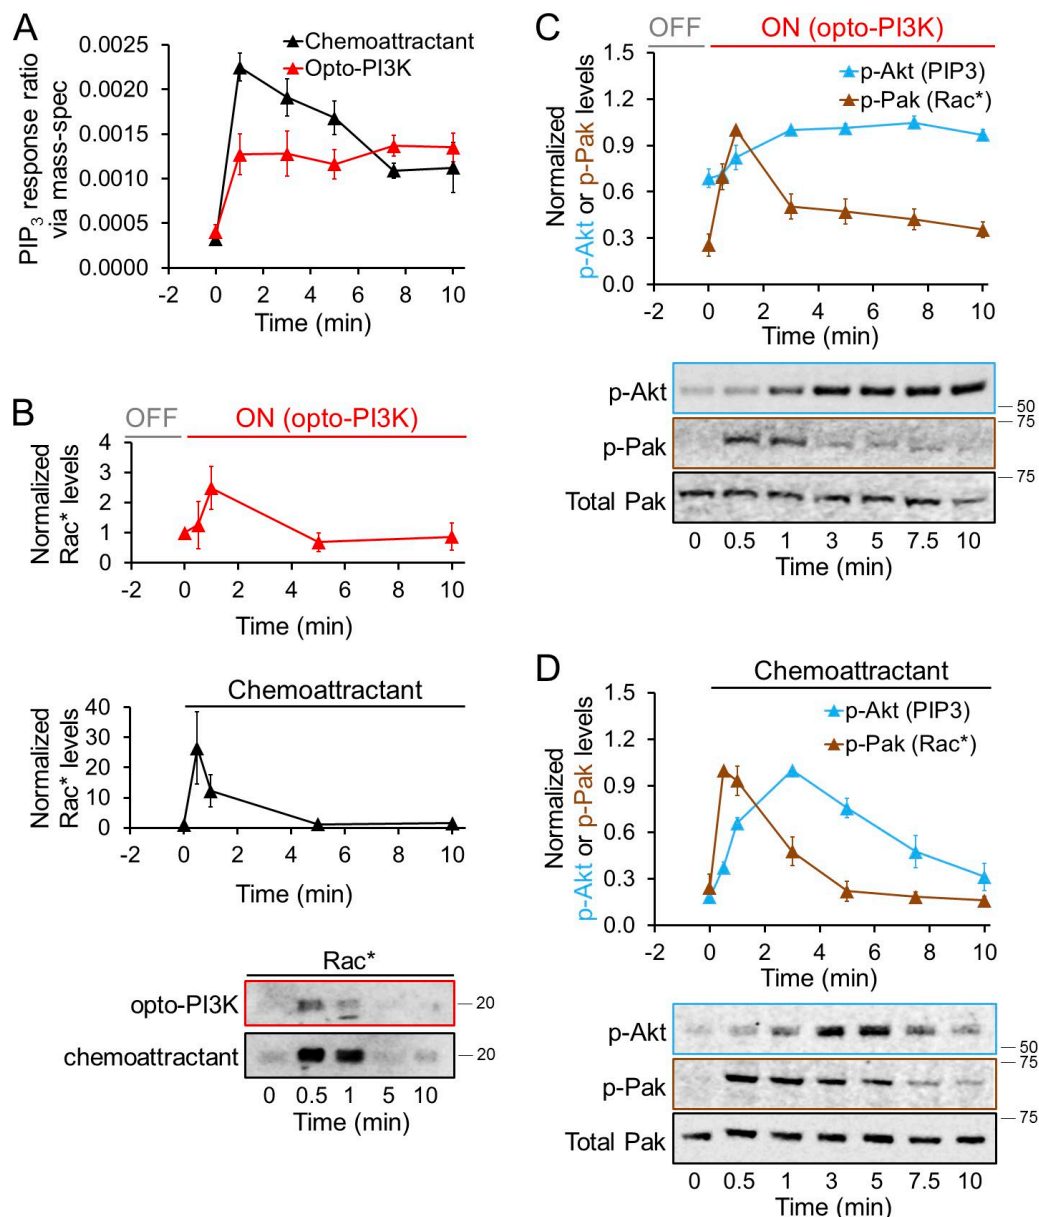 A
0.0025
0.0020
0.0015
0.0010
0.0005
0.0000
PIP3 response ratio
via mass-spec
Chemoattractant
Opto-PI3K
-2 0 2 4 6 8 10
Time (min)
B
OFF ON (opto-PI3K)
4
3
2
1
0
Normalized
Rac* levels
-2 0 2 4 6 8 10
Time (min)
Chemoattractant
40
30
20
10
0
Normalized
Rac* levels
-2 0 2 4 6 8 10
Time (min)
Rac*
opto-PI3K 20
chemoattractant 20
0 0.5 1 5 10
Time (min)
C
OFF ON (opto-PI3K)
1.5
1.2
0.9
0.6
0.3
0.0
Normalized
p-Akt or p-Pak levels
p-Akt (PIP3)
p-Pak (Rac*)
-2 0 2 4 6 8 10
Time (min)
p-Akt
50
75
p-Pak
75
Total Pak
0 0.5 1 3 5 7.5 10
Time (min)
D
Chemoattractant
1.5
1.2
0.9
0.6
0.3
0.0
Normalized
p-Akt or p-Pak levels
p-Akt (PIP3)
p-Pak (Rac*)
-2 0 2 4 6 8 10
Time (min)
p-Akt
50
75
p-Pak
75
Total Pak
0 0.5 1 3 5 7.5 10
Time (min)